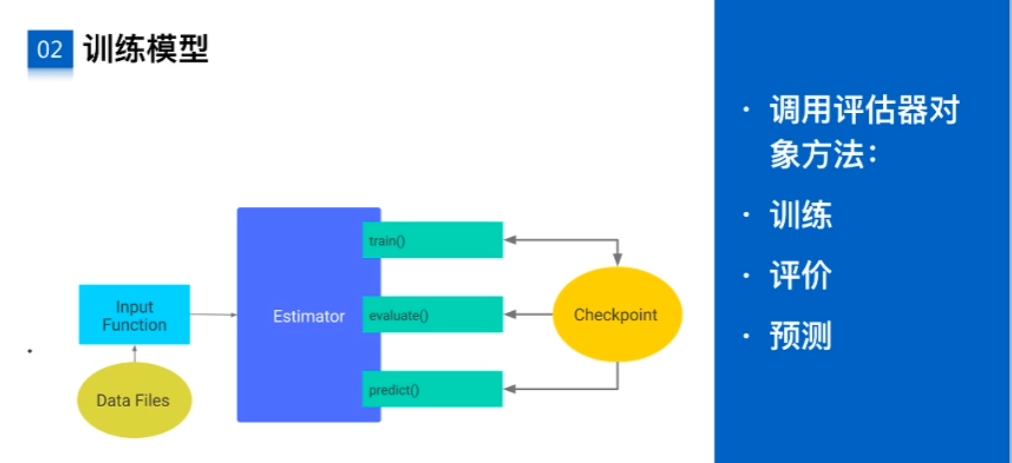 02 训练模型
Input
Function
Data Files
Estimator
train()
evaluate()
predict()
Checkpoint
· 调用评估器对
象方法：
· 训练
· 评价
· 预测